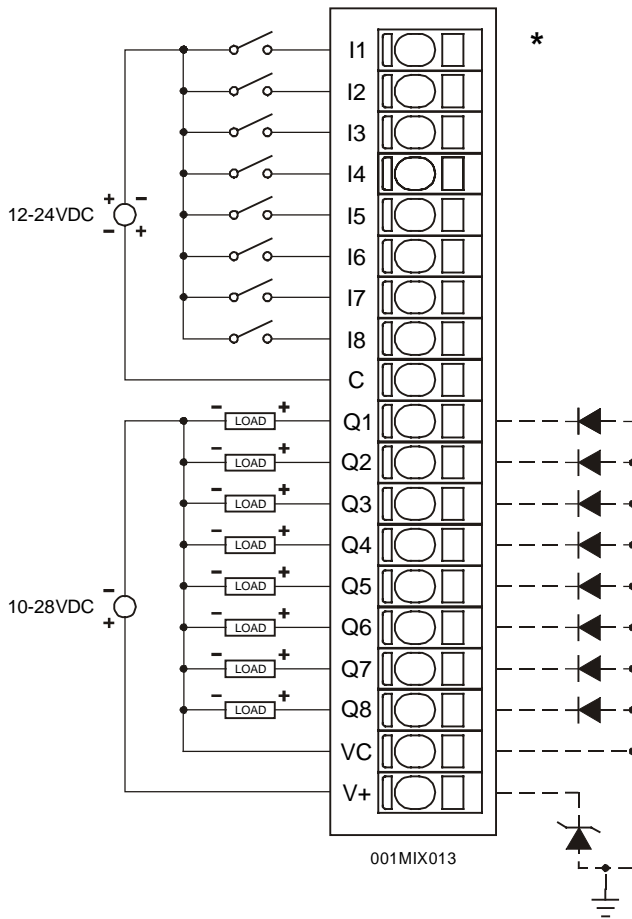 *
I1
I2
I3
I4
+ -
12-24VDC
- +
I5
I6
I7
I8
C
- LOAD + Q1
- LOAD + Q2
- LOAD + Q3
- LOAD + Q4
- LOAD + Q5
-
10-28VDC
+
- LOAD + Q6
- LOAD + Q7
- LOAD + Q8
VC
V+
001MIX013